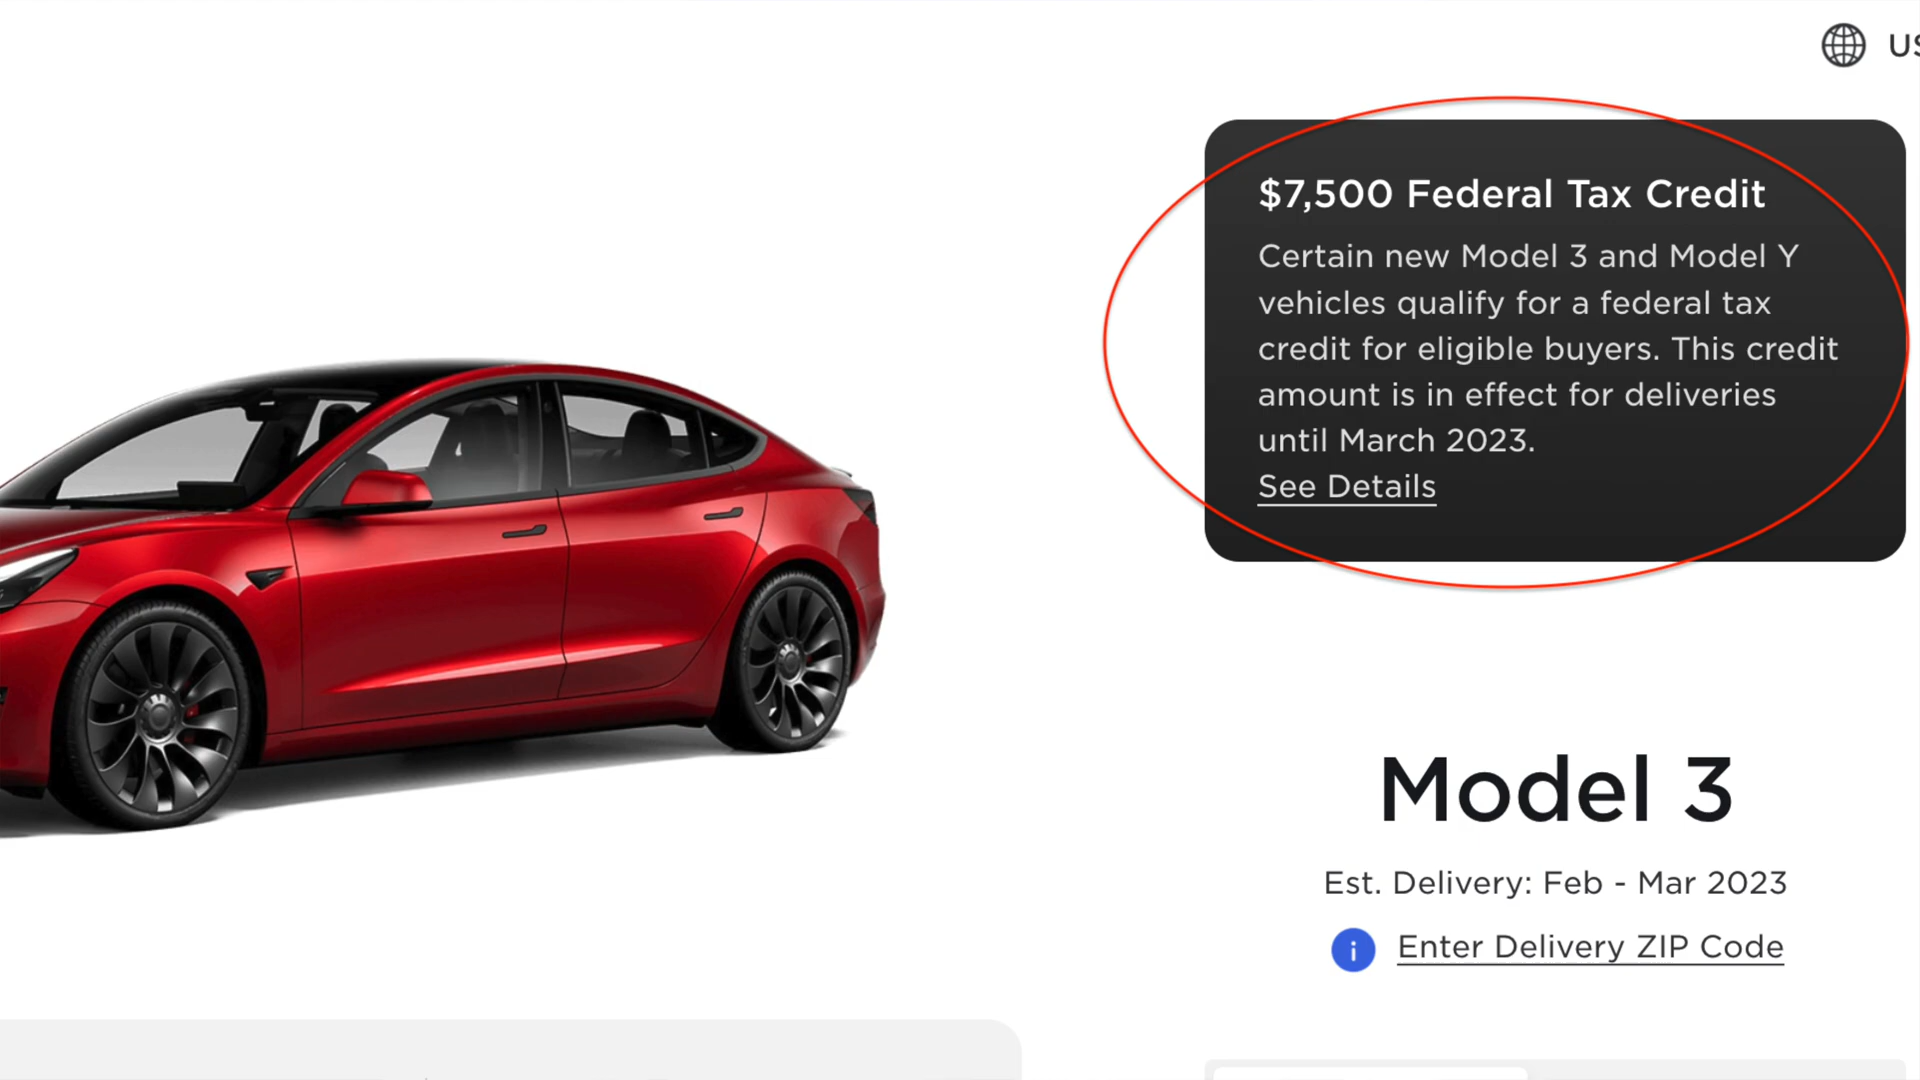 US
$7,500 Federal Tax Credit
Certain new Model 3 and Model Y
vehicles qualify for a federal tax
credit for eligible buyers. This credit
amount is in effect for deliveries
until March 2023.
See Details
Model 3
Est. Delivery: Feb - Mar 2023
i Enter Delivery ZIP Code